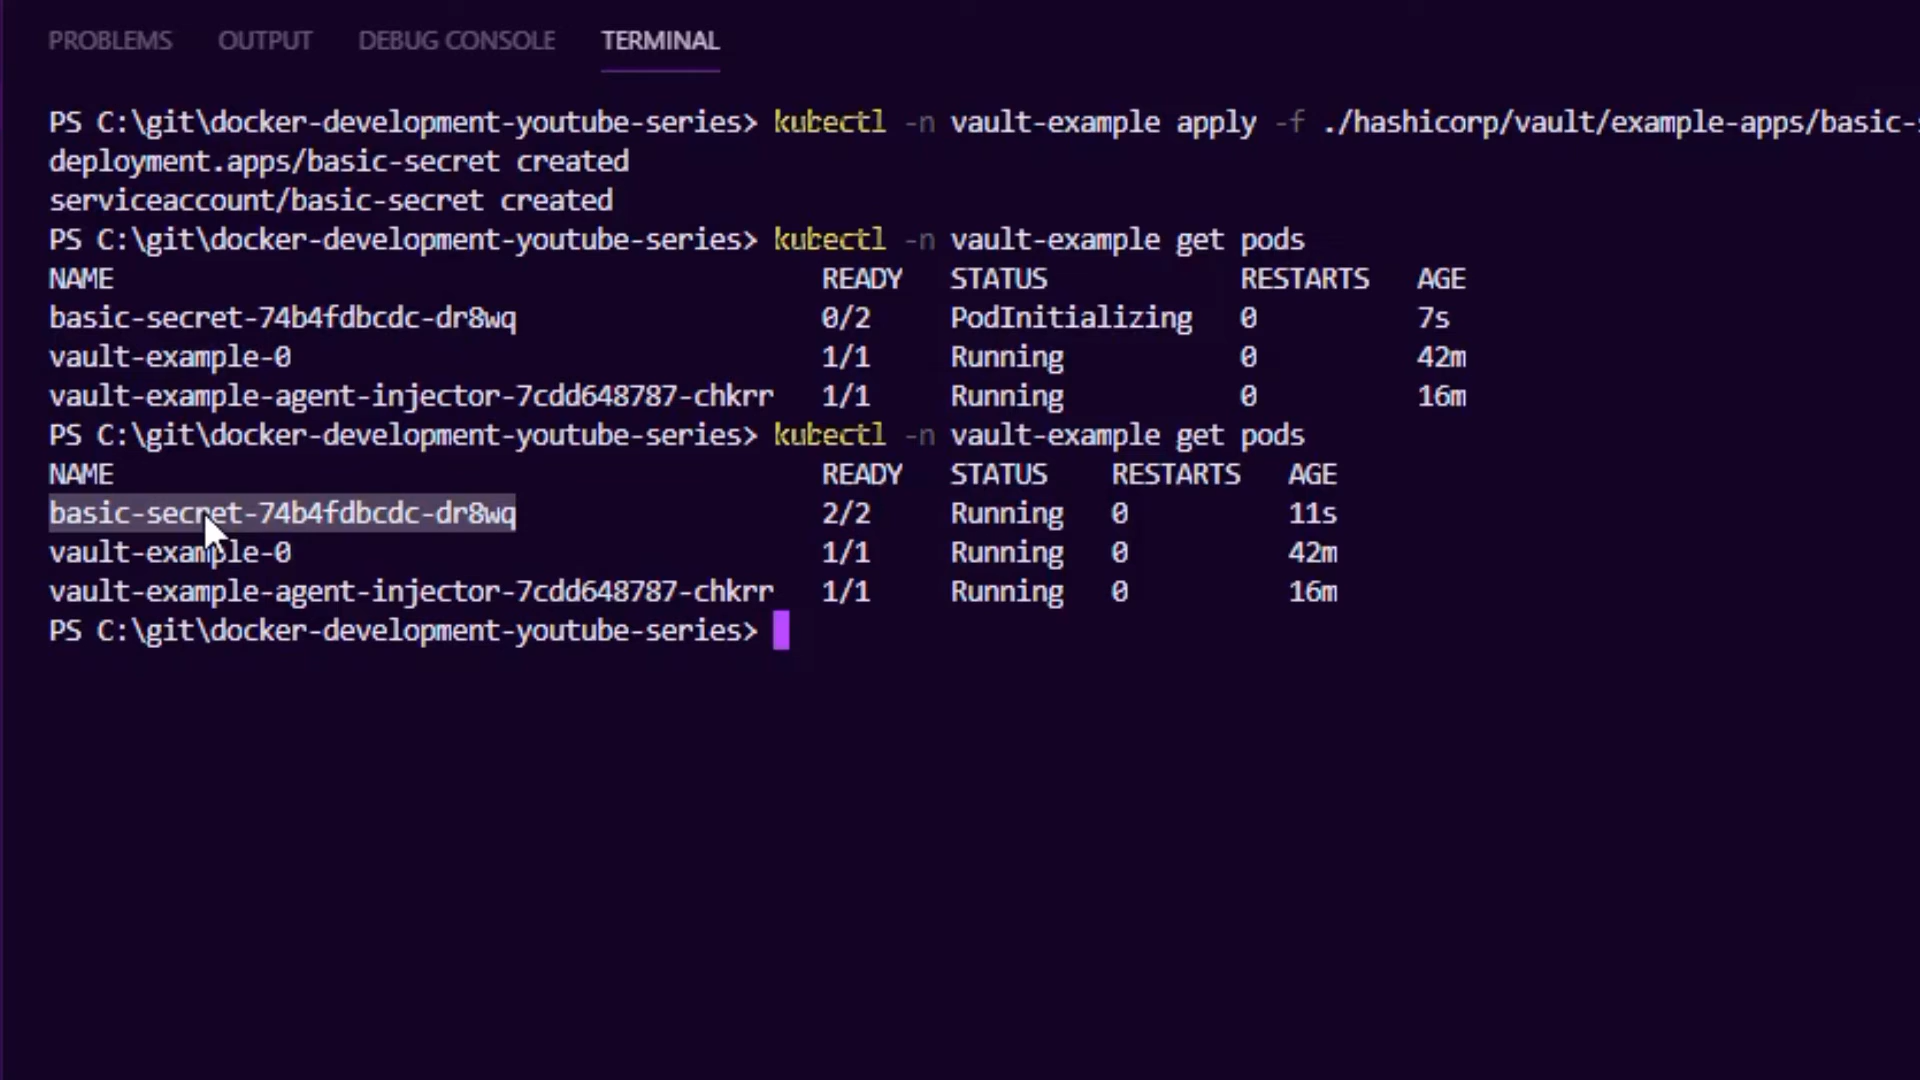 PROBLEMS OUTPUT DEBUG CONSOLE TERMINAL
PS C:\git\docker-development-youtube-series> kubectl -n vault-example apply -f ./hashicorp/vault/example-apps/basic-
deployment.apps/basic-secret created
serviceaccount/basic-secret created
PS C:\git\docker-development-youtube-series> kubectl -n vault-example get pods
NAME READY STATUS RESTARTS AGE
basic-secret-74b4fdbcdc-dr8wq 0/2 PodInitializing 0 7s
vault-example-0 1/1 Running 0 42m
vault-example-agent-injector-7cdd648787-chkrr 1/1 Running 0 16m
PS C:\git\docker-development-youtube-series> kubectl -n vault-example get pods
NAME READY STATUS RESTARTS AGE
basic-secret-74b4fdbcdc-dr8wq 2/2 Running 0 11s
vault-example-0 1/1 Running 0 42m
vault-example-agent-injector-7cdd648787-chkrr 1/1 Running 0 16m
PS C:\git\docker-development-youtube-series>